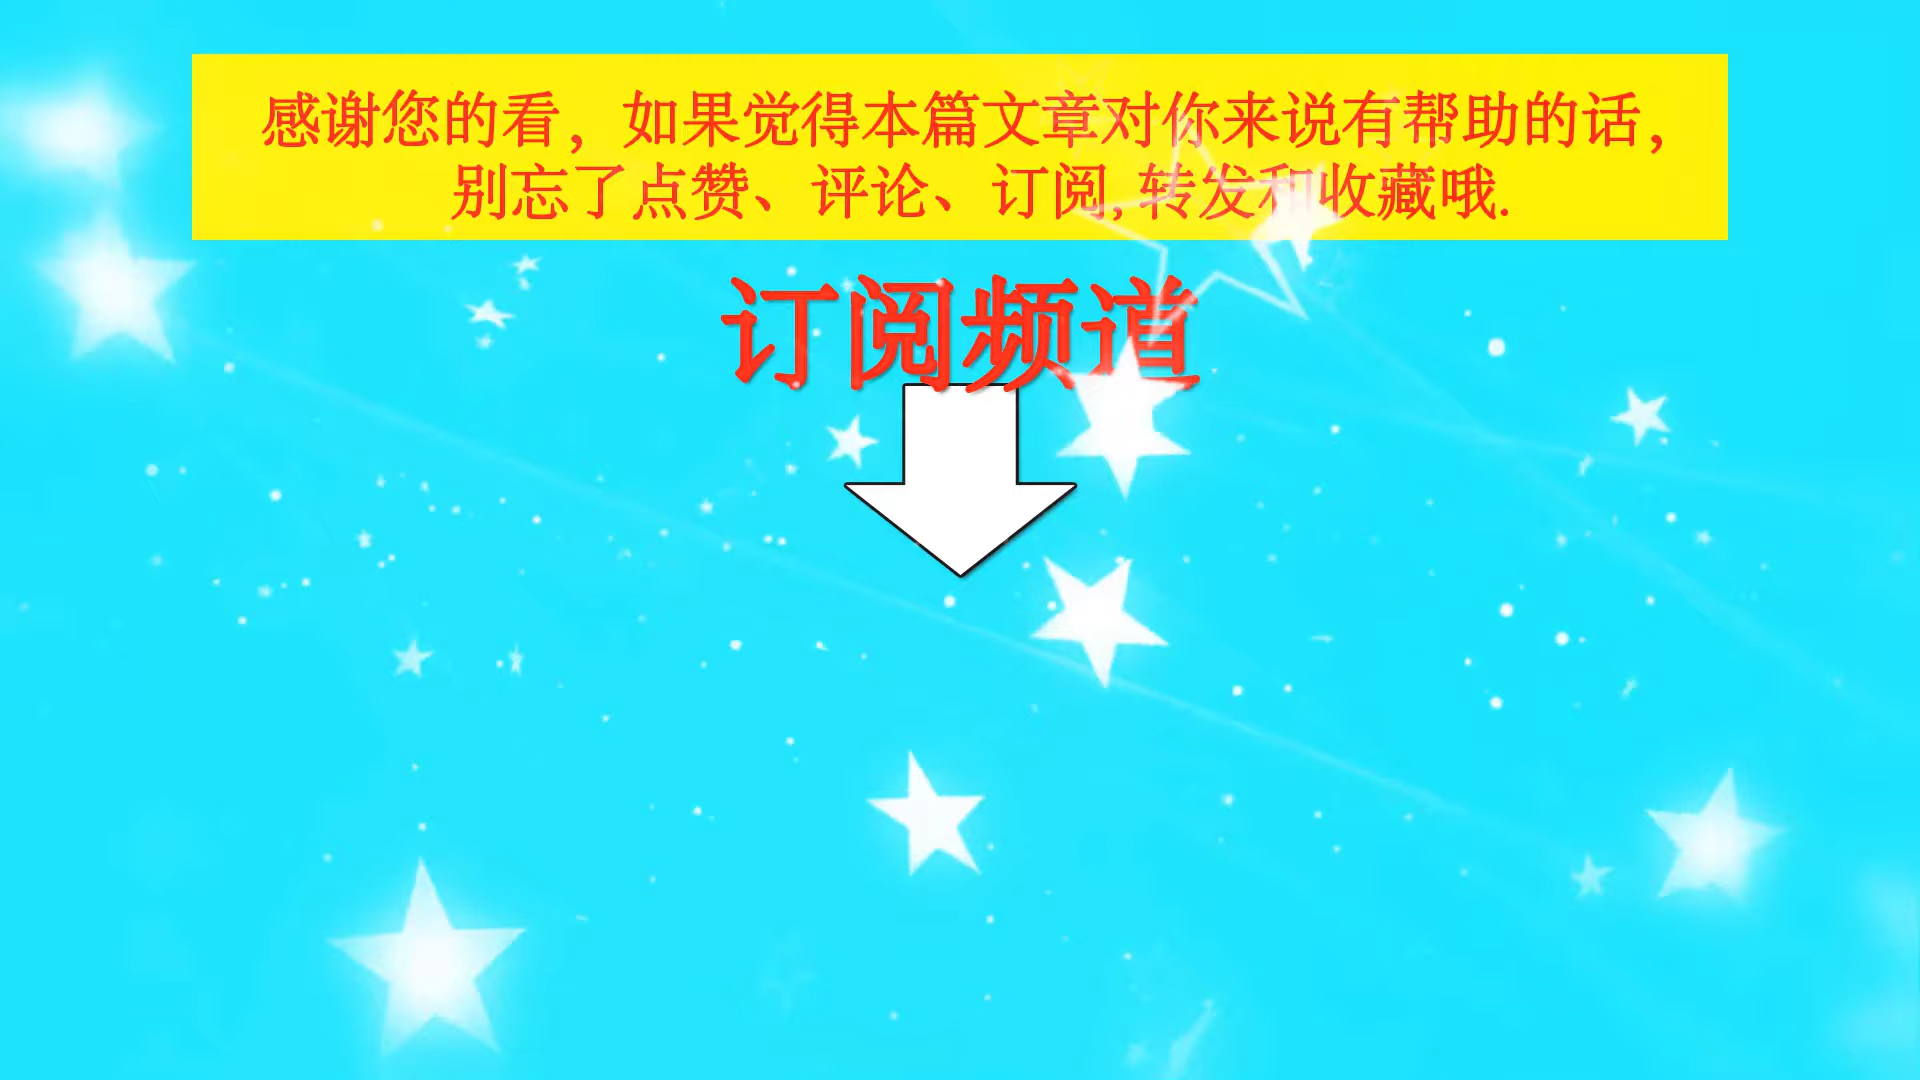 感谢您的看，如果觉得本篇文章对你来说有帮助的话，
别忘了点赞、评论、订阅,转发和收藏哦.
订阅频道